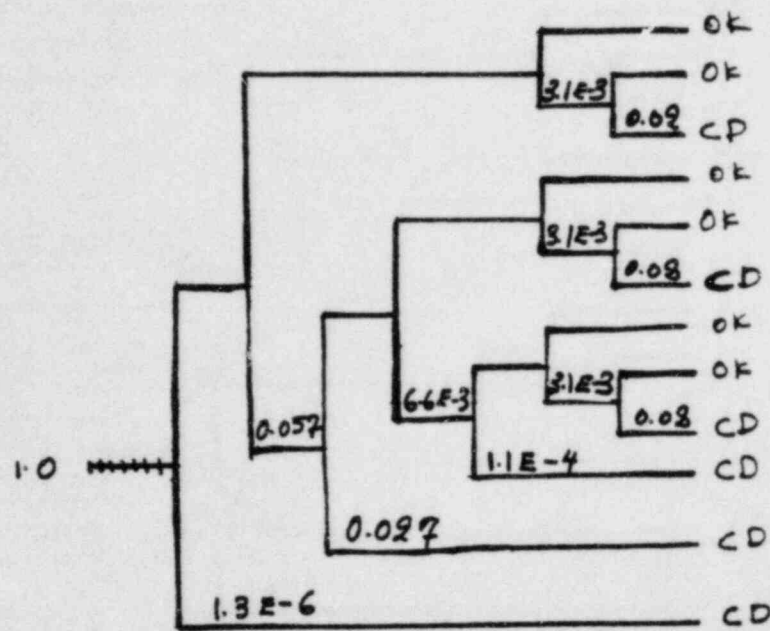 OK
3.1E-3 OK
0.02 CD
OK
3.1E-3 OK
0.08 CD
OK
6.6E-3 3.1E-3 OK
0.057 0.08 CD
1.0 1.1E-4 CD
0.027 CD
1.3E-6 CD